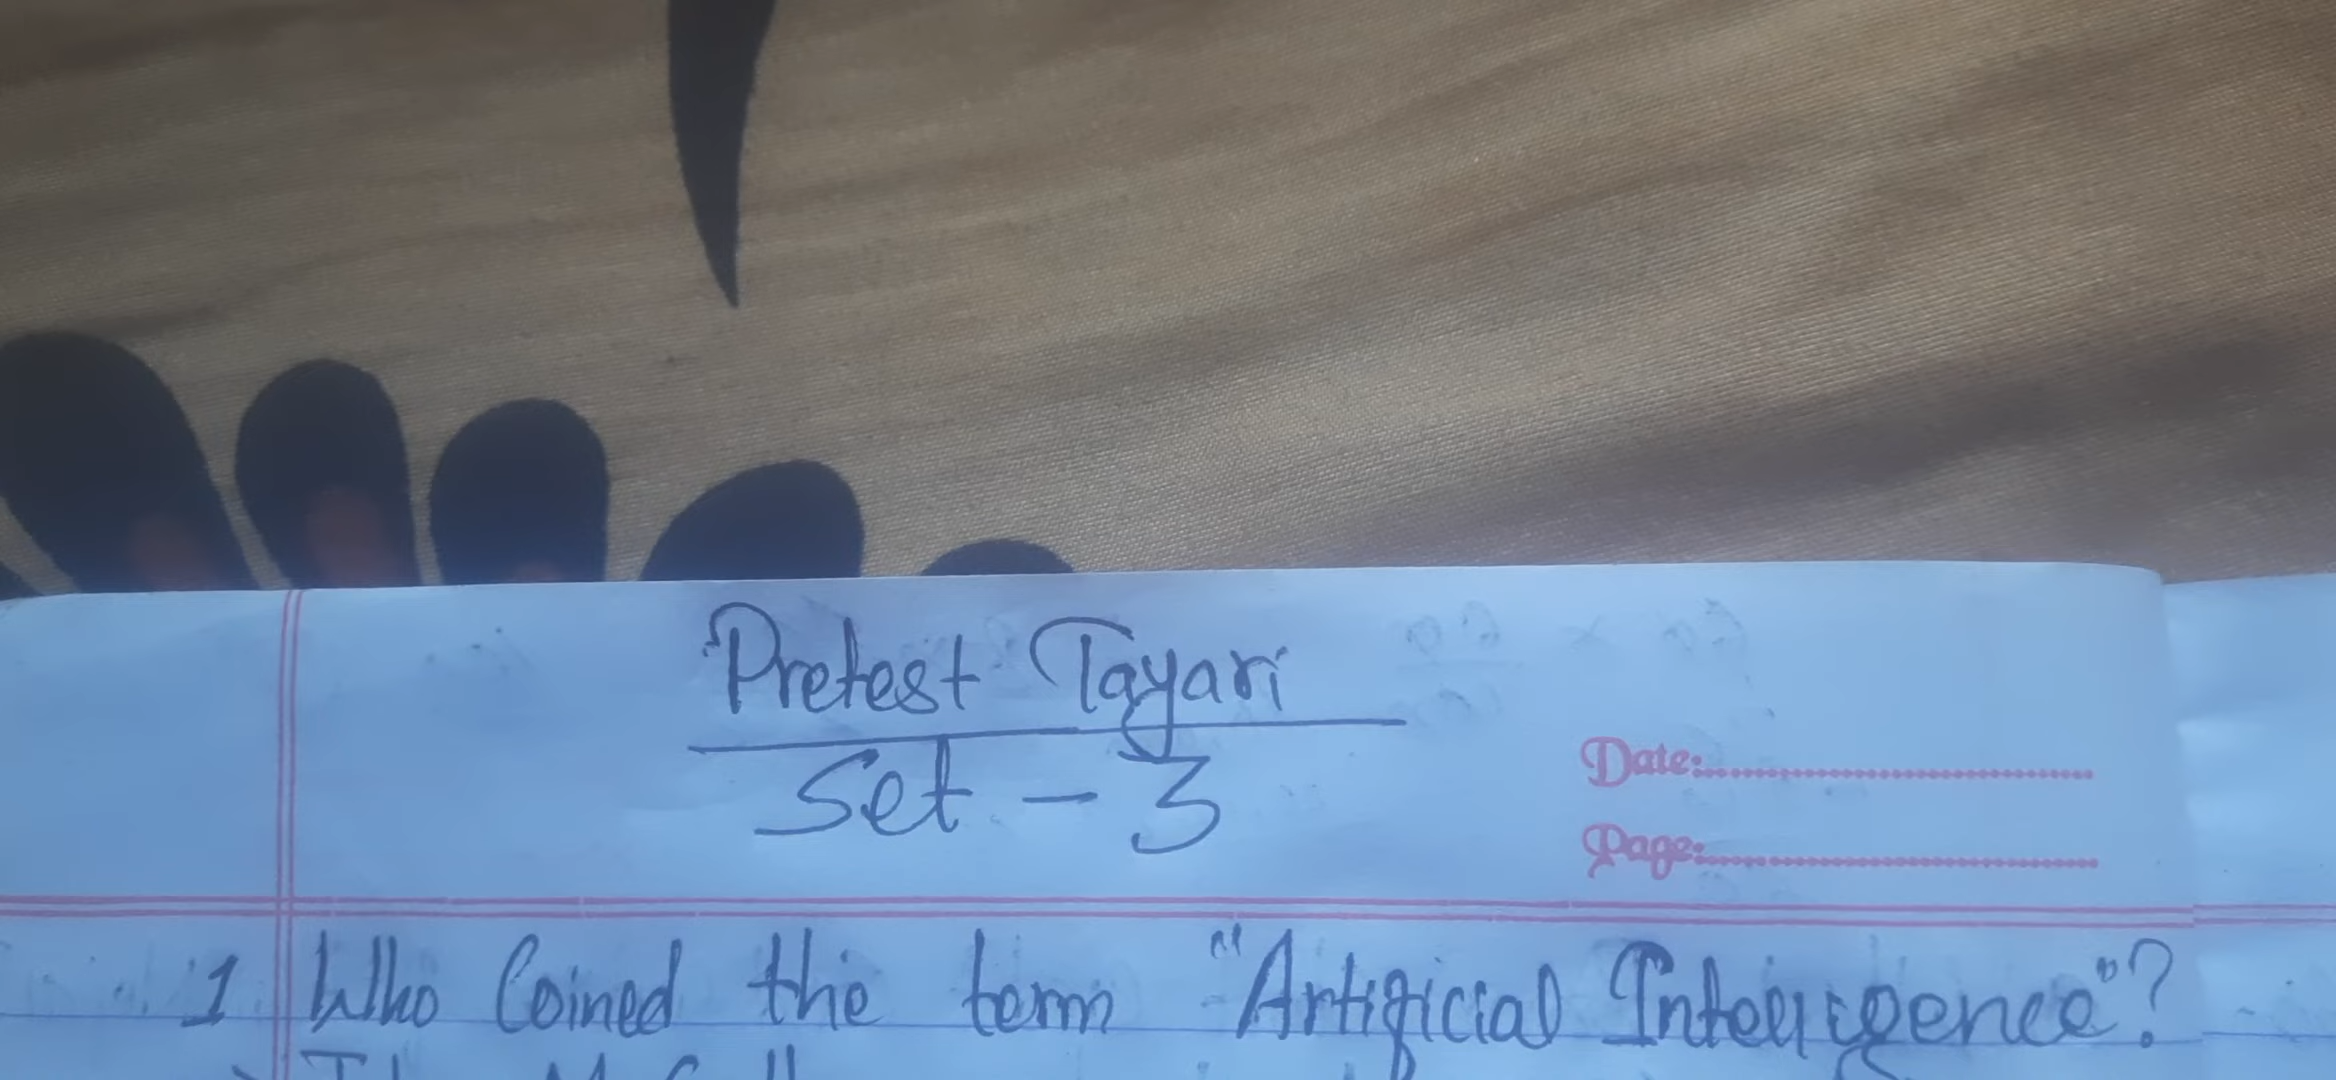 Pretest Tayari
Set - 3
Date:
Page:
1 Who Coined the term "Artificial Intelligence"?